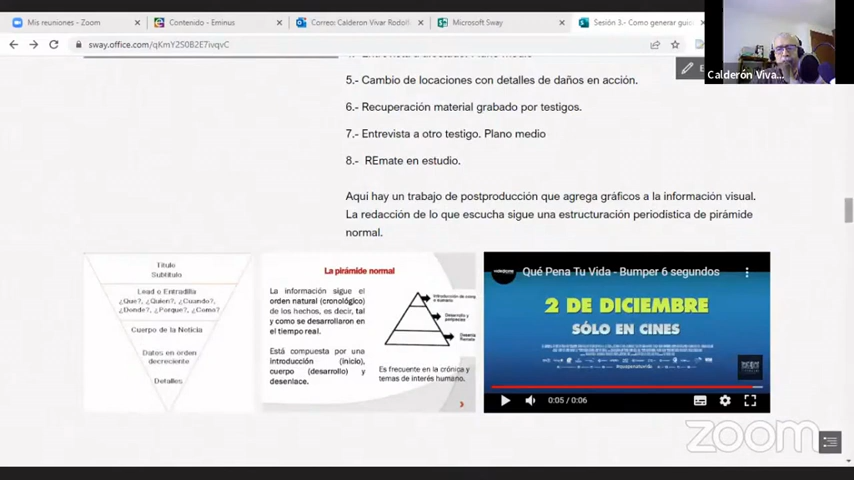 Mis reuniones - Zoom
Contenido - Eminus
Correo: Calderon Vivar Rodolf
Microsoft Sway
Sesión 3.- Como generar guio
sway.office.com/qKmY2S0B2E7ivqvC
Calderón Viva...
5.- Cambio de locaciones con detalles de daños en acción.
6.- Recuperación material grabado por testigos.
7.- Entrevista a otro testigo. Plano medio
8.- REmate en estudio.
Aqui hay un trabajo de postproducción que agrega gráficos a la información visual.
La redacción de lo que escucha sigue una estructuración periodística de pirámide
normal.
Título
Subtítulo
Lead o Entradilla
¿Que?, ¿Quien?, ¿Cuando?,
¿Donde?, ¿Porque?, ¿Como?
Cuerpo de la Noticia
Datos en orden
decreciente
Detalles
La pirámide normal
La información sigue el
orden natural (cronológico)
de los hechos, es decir, tal
y como se desarrollaron en
el tiempo real.
Está compuesta por una
introducción (inicio),
cuerpo (desarrollo) y
desenlace.
Es frecuente en la crónica y
temas de interés humano.
Qué Pena Tu Vida - Bumper 6 segundos
2 DE DICIEMBRE
SÓLO EN CINES
0:05 / 0:06
zoom